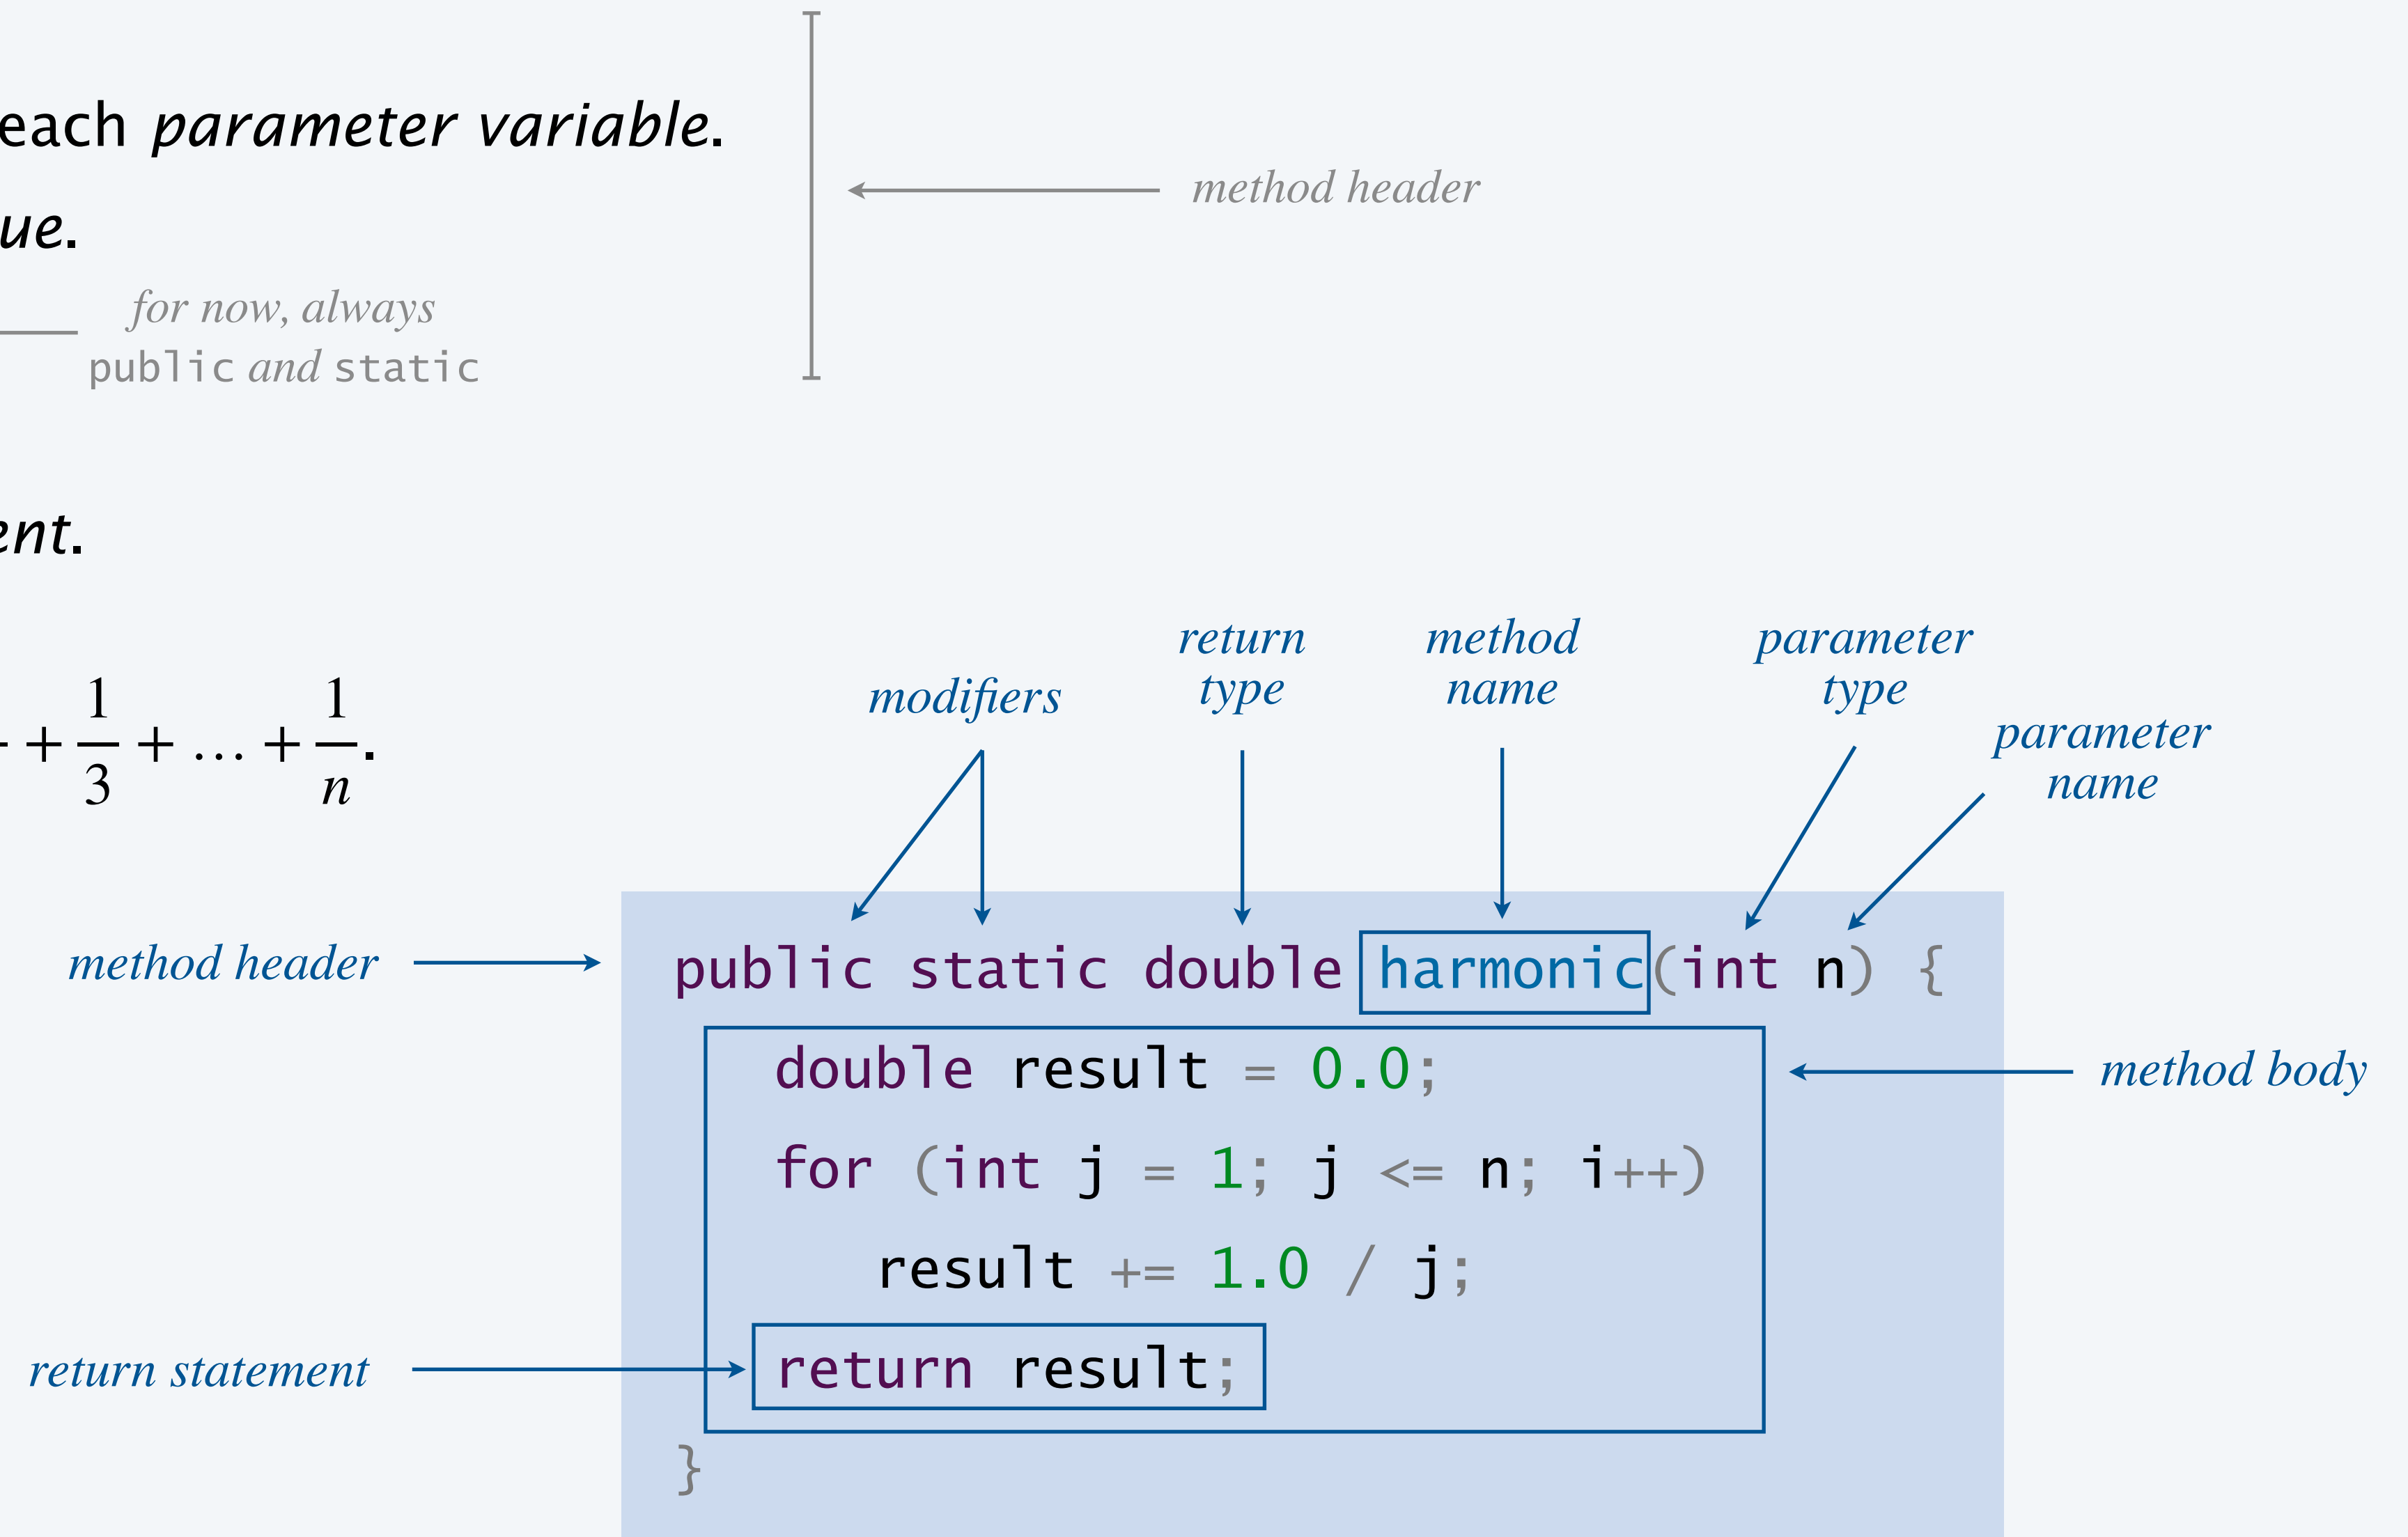 each parameter variable.
method header
ue.
for now, always
public and static
ent.
+ 1/3 + … + 1/n.
modifiers
return
type
method
name
parameter
type
parameter
name
method header
public static double harmonic(int n) {
double result = 0.0;
method body
for (int j = 1; j <= n; i++)
result += 1.0 / j;
return statement
return result;
}